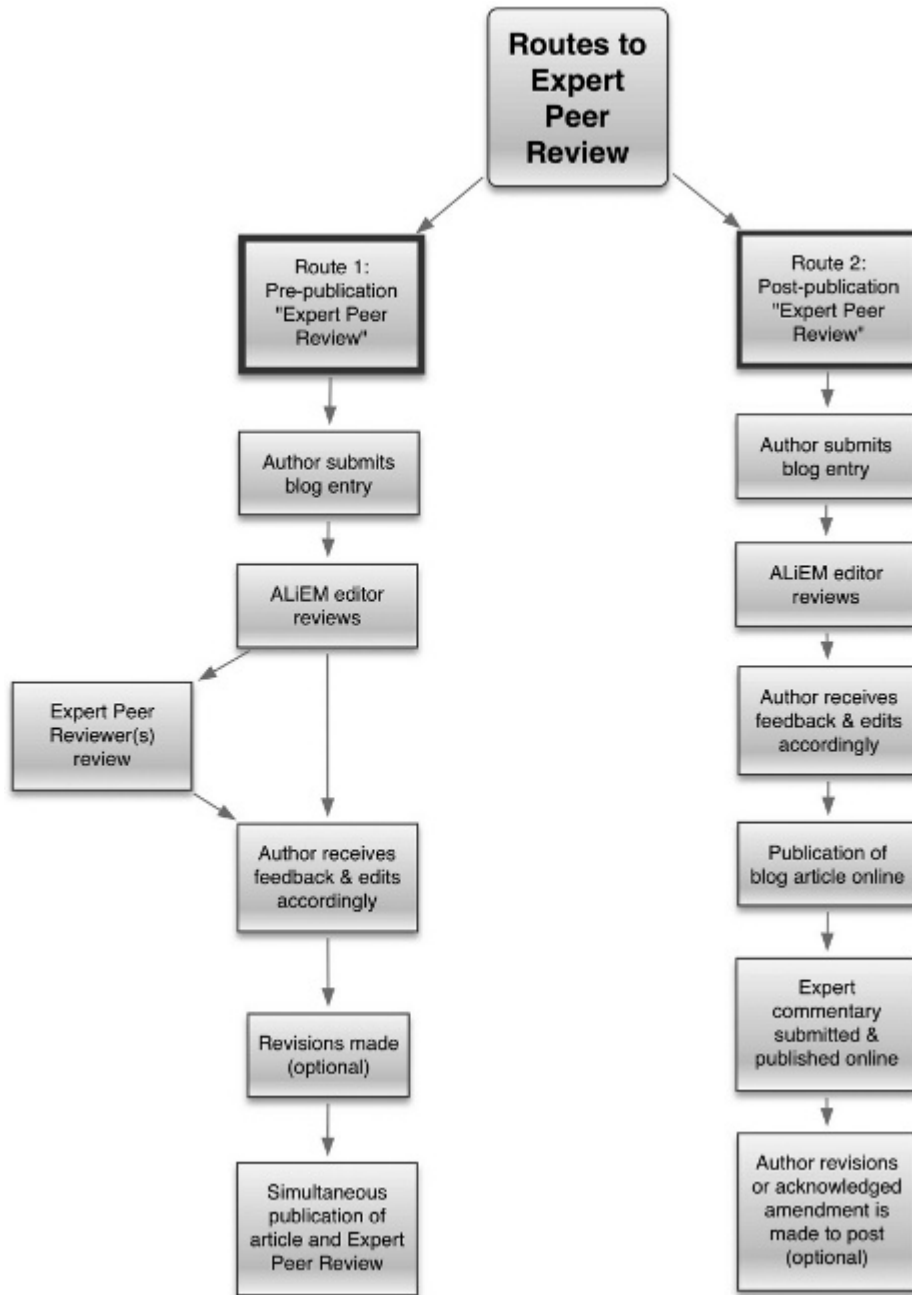 Routes to
Expert
Peer
Review
Route 1:
Pre-publication
"Expert Peer
Review"
Author submits
blog entry
ALiEM editor
reviews
Expert Peer
Reviewer(s)
review
Author receives
feedback & edits
accordingly
Revisions made
(optional)
Simultaneous
publication of
article and Expert
Peer Review
Route 2:
Post-publication
"Expert Peer
Review"
Author submits
blog entry
ALiEM editor
reviews
Author receives
feedback & edits
accordingly
Publication of
blog article online
Expert
commentary
submitted &
published online
Author revisions
or acknowledged
amendment is
made to post
(optional)